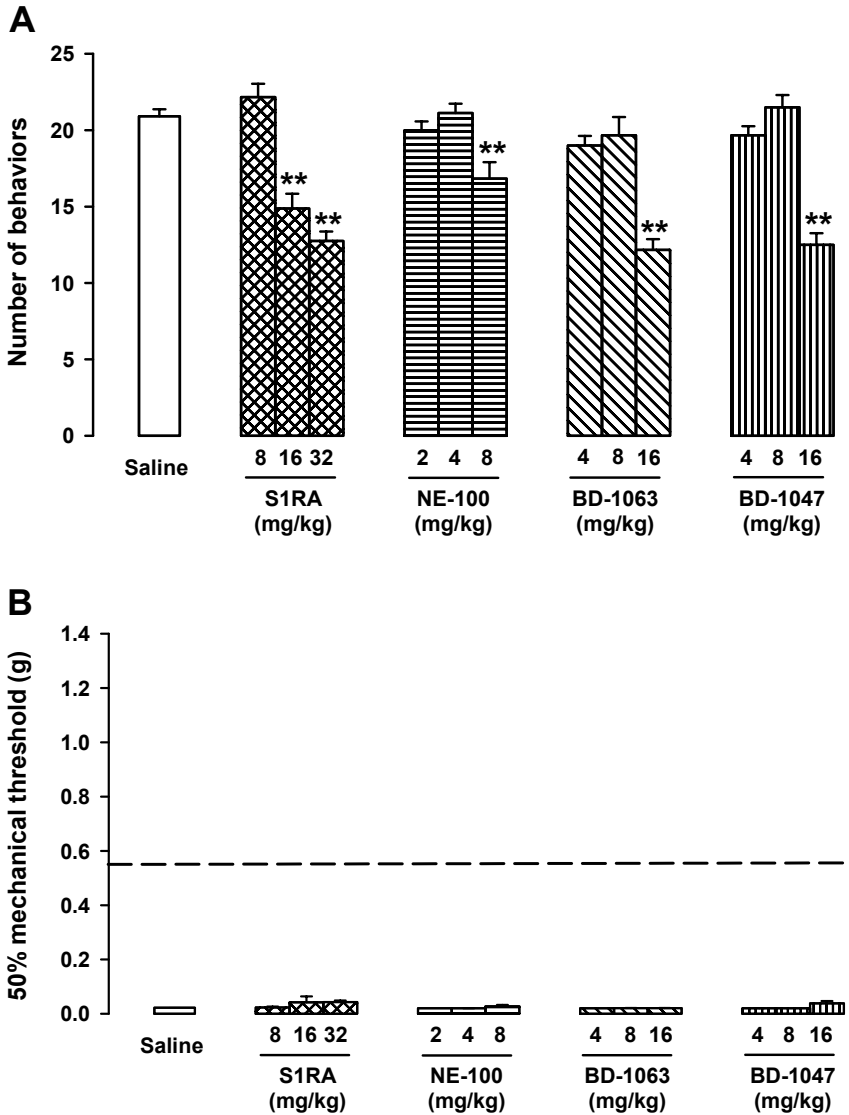 A
Number of behaviors
25
20
15
10
5
0
** ** ** ** **
Saline
8 16 32 2 4 8 4 8 16 4 8 16
S1RA NE-100 BD-1063 BD-1047
(mg/kg) (mg/kg) (mg/kg) (mg/kg)
B
50% mechanical threshold (g)
1.4
1.2
1.0
0.8
0.6
0.4
0.2
0.0
Saline
8 16 32 2 4 8 4 8 16 4 8 16
S1RA NE-100 BD-1063 BD-1047
(mg/kg) (mg/kg) (mg/kg) (mg/kg)